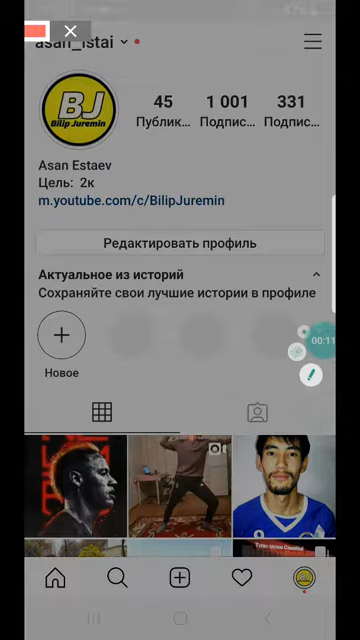 asan_istai
BJ
Bilip Juremin
45
1 001
331
Публик...
Подпис...
Подпис...
Asan Estaev
Цель: 2к
m.youtube.com/c/BilipJuremin
Редактировать профиль
Актуальное из историй
Сохраняйте свои лучшие истории в профиле
00:11
Новое
BJ